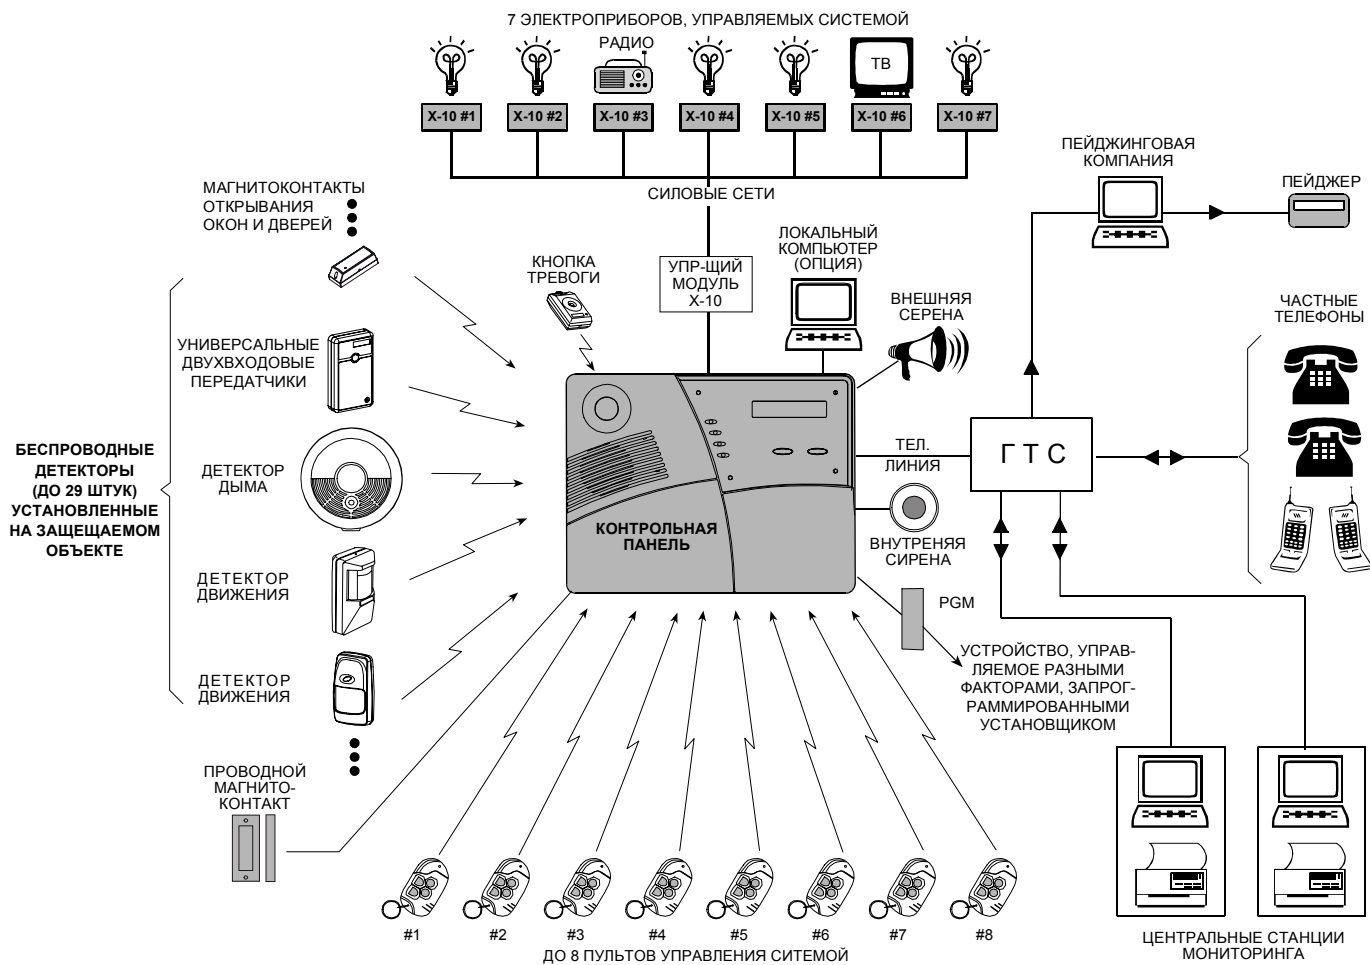 7 ЭЛЕКТРОПРИБОРОВ, УПРАВЛЯЕМЫХ СИСТЕМОЙ
РАДИО
ТВ
X-10 #1
X-10 #2
X-10 #3
X-10 #4
X-10 #5
X-10 #6
X-10 #7
СИЛОВЫЕ СЕТИ
ПЕЙДЖИНГОВАЯ
КОМПАНИЯ
ПЕЙДЖЕР
МАГНИТОКОНТАКТЫ
ОТКРЫВАНИЯ
ОКОН И ДВЕРЕЙ
КНОПКА
ТРЕВОГИ
УПР-ЩИЙ
МОДУЛЬ
X-10
ЛОКАЛЬНЫЙ
КОМПЬЮТЕР
(ОПЦИЯ)
ВНЕШНЯЯ
СЕРЕНА
ЧАСТНЫЕ
ТЕЛЕФОНЫ
УНИВЕРСАЛЬНЫЕ
ДВУХВХОДОВЫЕ
ПЕРЕДАТЧИКИ
БЕСПРОВОДНЫЕ
ДЕТЕКТОРЫ
(ДО 29 ШТУК)
УСТАНОВЛЕННЫЕ
НА ЗАЩЕЩАЕМОМ
ОБЪЕКТЕ
ДЕТЕКТОР
ДЫМА
ТЕЛ.
ЛИНИЯ
Г Т С
КОНТРОЛЬНАЯ
ПАНЕЛЬ
ВНУТРЕНЯЯ
СИРЕНА
ДЕТЕКТОР
ДВИЖЕНИЯ
PGM
УСТРОЙСТВО, УПРАВ-
ЛЯЕМОЕ РАЗНЫМИ
ФАКТОРАМИ, ЗАПРОГ-
РАММИРОВАННЫМИ
УСТАНОВЩИКОМ
ДЕТЕКТОР
ДВИЖЕНИЯ
ПРОВОДНОЙ
МАГНИТО-
КОНТАКТ
#1
#2
#3
#4
#5
#6
#7
#8
ДО 8 ПУЛЬТОВ УПРАВЛЕНИЯ СИТЕМОЙ
ЦЕНТРАЛЬНЫЕ СТАНЦИИ
МОНИТОРИНГА